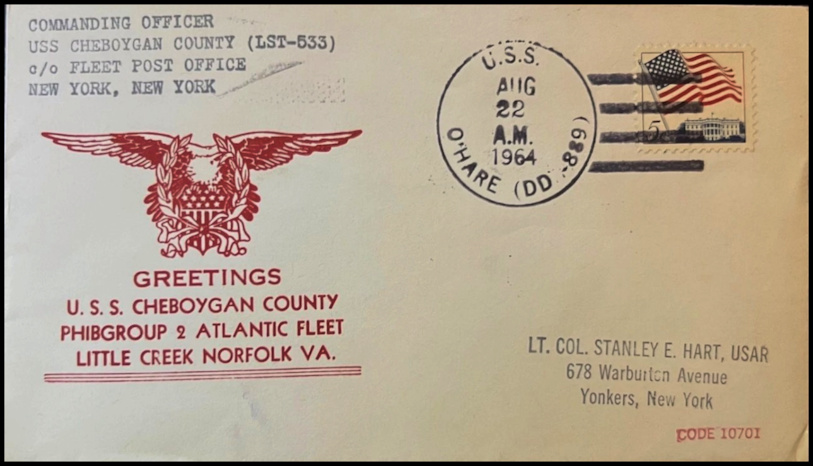 COMMANDING OFFICER
USS CHEBOYGAN COUNTY (LST-533)
c/o FLEET POST OFFICE
NEW YORK, NEW YORK
U.S.S.
AUG
22
A.M.
1964
O'HARE (DD-889)
5¢
GREETINGS
U. S. S. CHEBOYGAN COUNTY
PHIBGROUP 2 ATLANTIC FLEET
LITTLE CREEK NORFOLK VA.
LT. COL. STANLEY E. HART, USAR
678 Warburton Avenue
Yonkers, New York
CODE 10701